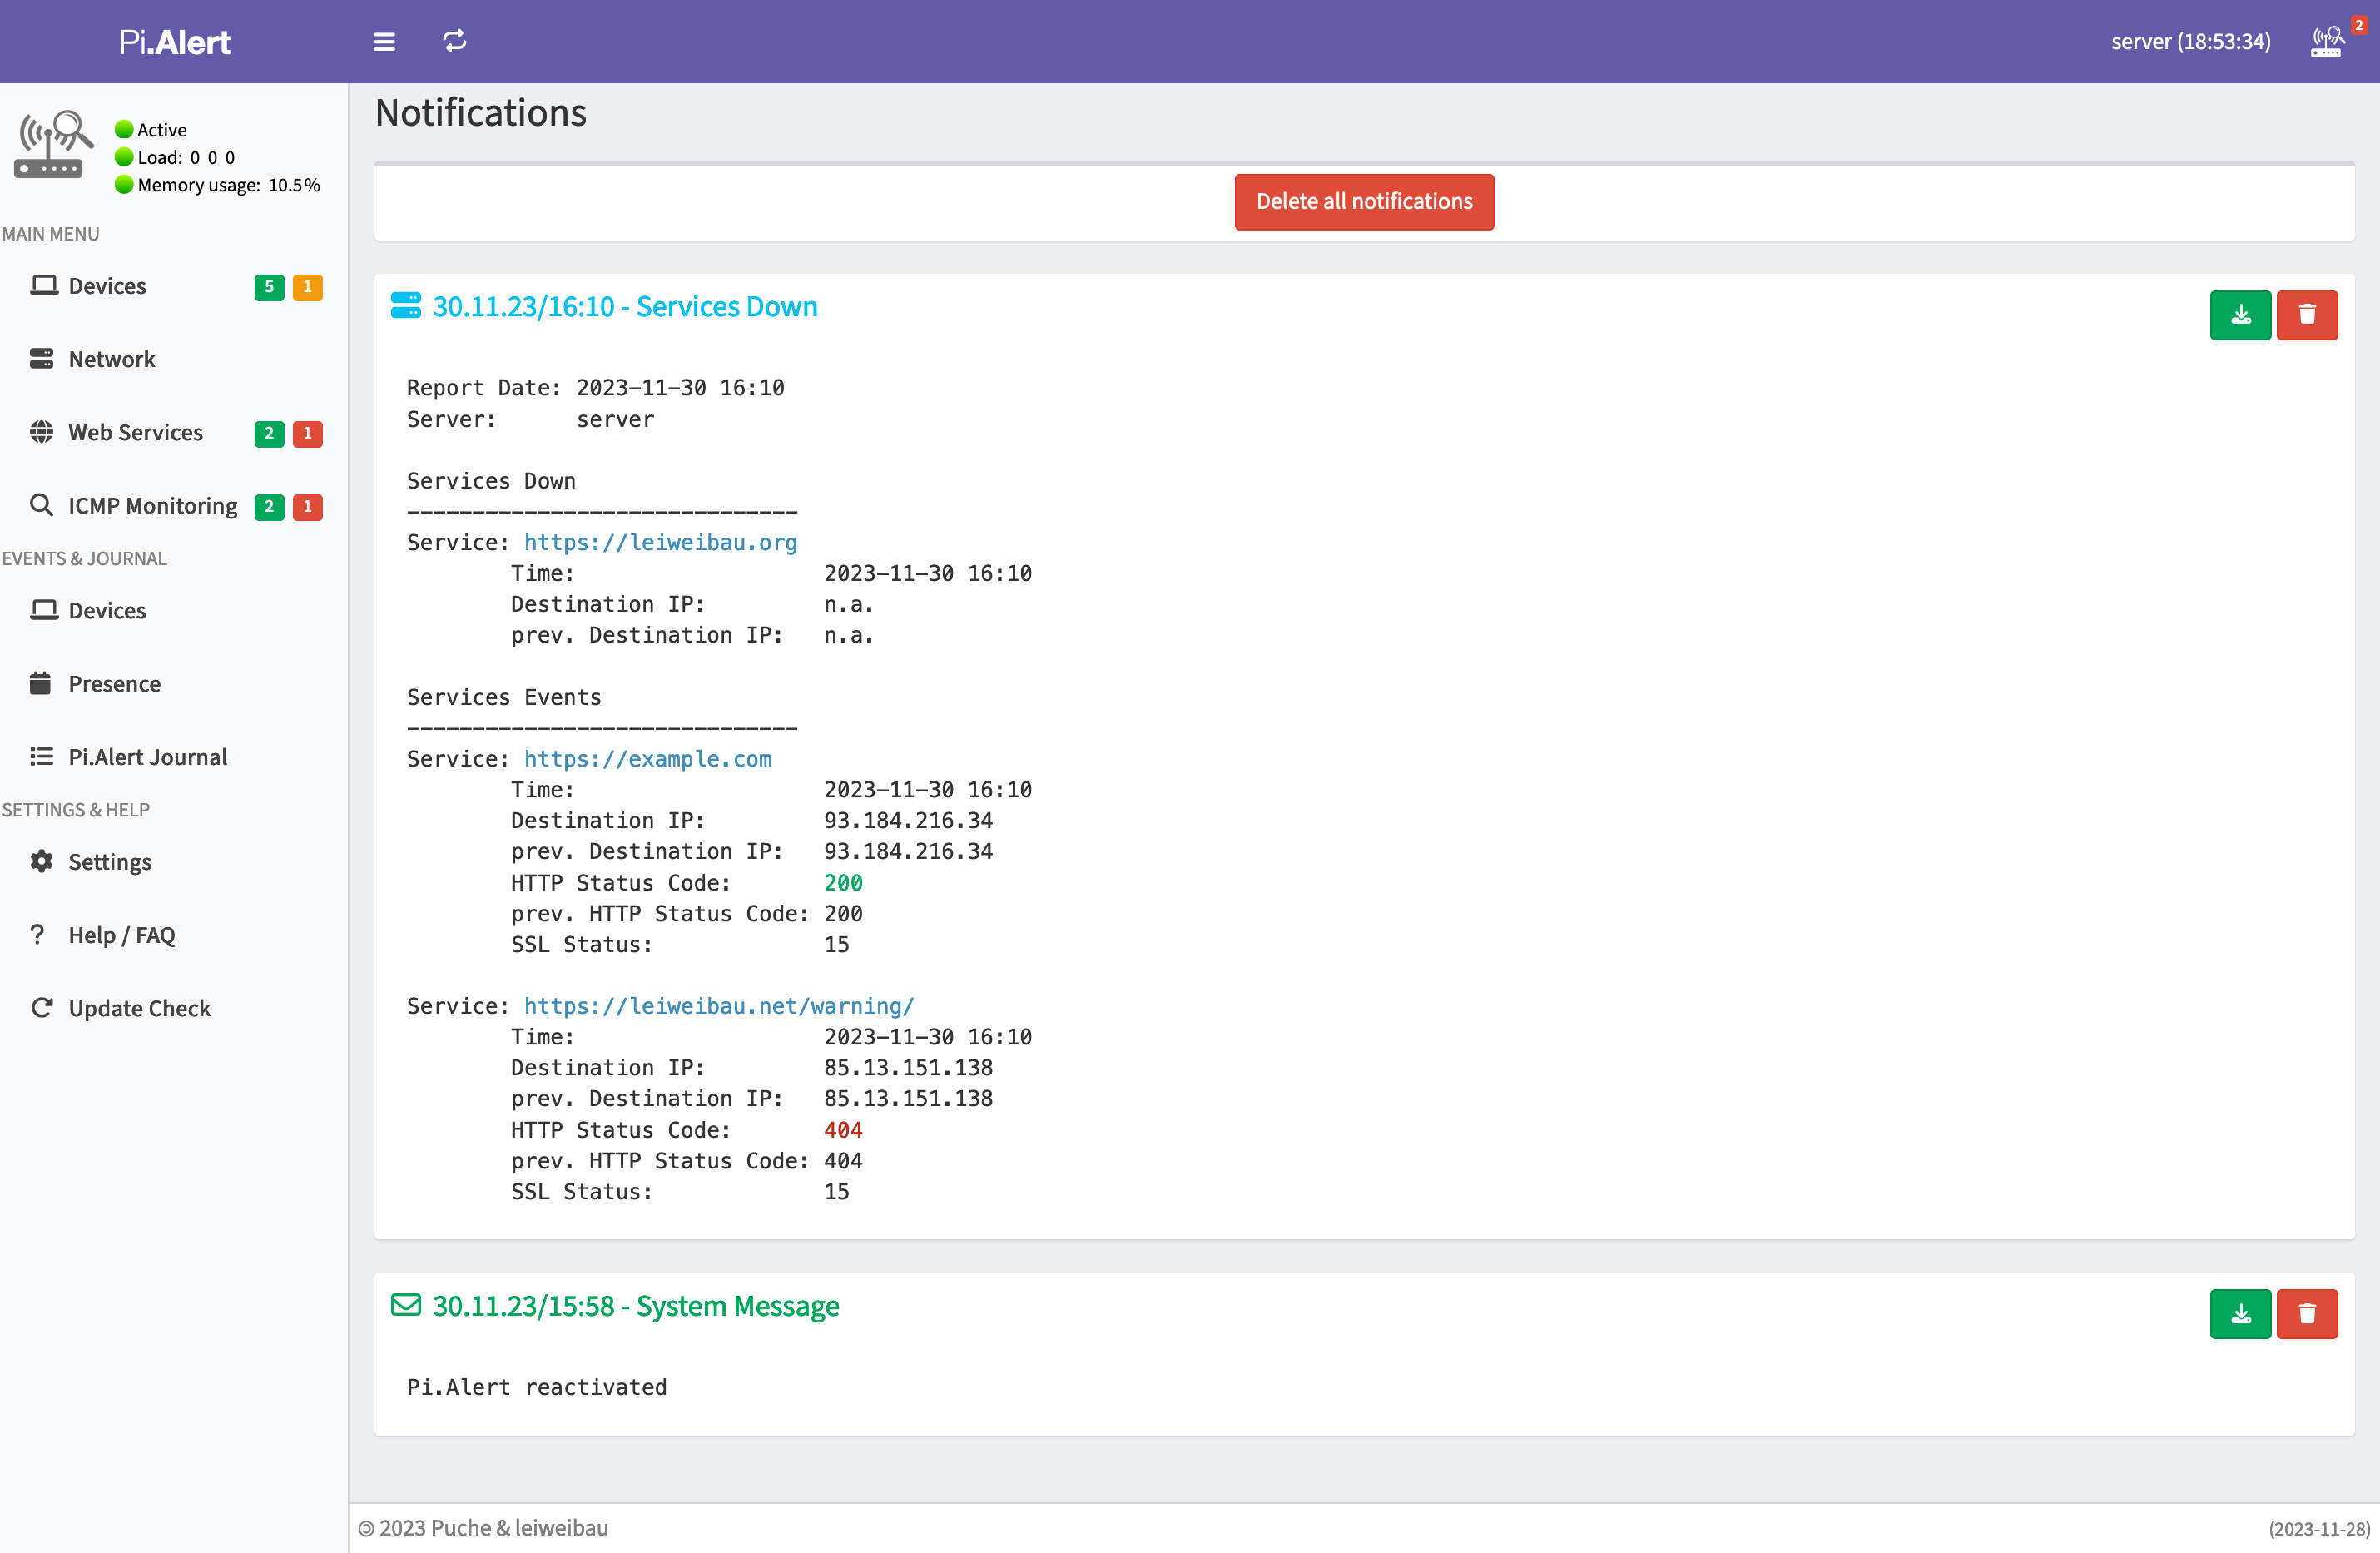 Pi.Alert
server (18:53:34)
2
Active
Load: 0 0 0
Memory usage: 10.5%
MAIN MENU
Devices 5 1
Network
Web Services 2 1
ICMP Monitoring 2 1
EVENTS & JOURNAL
Devices
Presence
Pi.Alert Journal
SETTINGS & HELP
Settings
? Help / FAQ
Update Check
Notifications
Delete all notifications
30.11.23/16:10 - Services Down
Report Date: 2023-11-30 16:10
Server: server
Services Down
------------------------------
Service: https://leiweibau.org
Time: 2023-11-30 16:10
Destination IP: n.a.
prev. Destination IP: n.a.
Services Events
------------------------------
Service: https://example.com
Time: 2023-11-30 16:10
Destination IP: 93.184.216.34
prev. Destination IP: 93.184.216.34
HTTP Status Code: 200
prev. HTTP Status Code: 200
SSL Status: 15
Service: https://leiweibau.net/warning/
Time: 2023-11-30 16:10
Destination IP: 85.13.151.138
prev. Destination IP: 85.13.151.138
HTTP Status Code: 404
prev. HTTP Status Code: 404
SSL Status: 15
30.11.23/15:58 - System Message
Pi.Alert reactivated
🄯 2023 Puche & leiweibau
(2023-11-28)